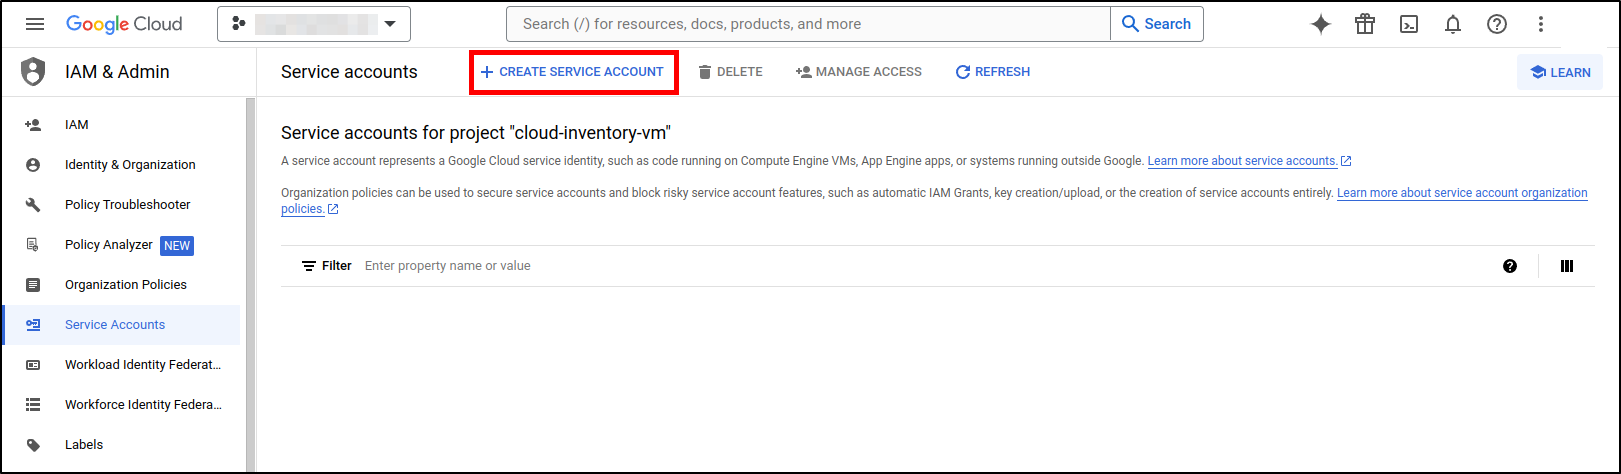 Google Cloud
Search (/) for resources, docs, products, and more
Search
IAM & Admin
Service accounts
CREATE SERVICE ACCOUNT
DELETE
MANAGE ACCESS
REFRESH
LEARN
IAM
Identity & Organization
Policy Troubleshooter
Policy Analyzer NEW
Organization Policies
Service Accounts
Workload Identity Federat...
Workforce Identity Federa...
Labels
Service accounts for project "cloud-inventory-vm"
A service account represents a Google Cloud service identity, such as code running on Compute Engine VMs, App Engine apps, or systems running outside Google. Learn more about service accounts.
Organization policies can be used to secure service accounts and block risky service account features, such as automatic IAM Grants, key creation/upload, or the creation of service accounts entirely. Learn more about service account organization
policies.
Filter Enter property name or value